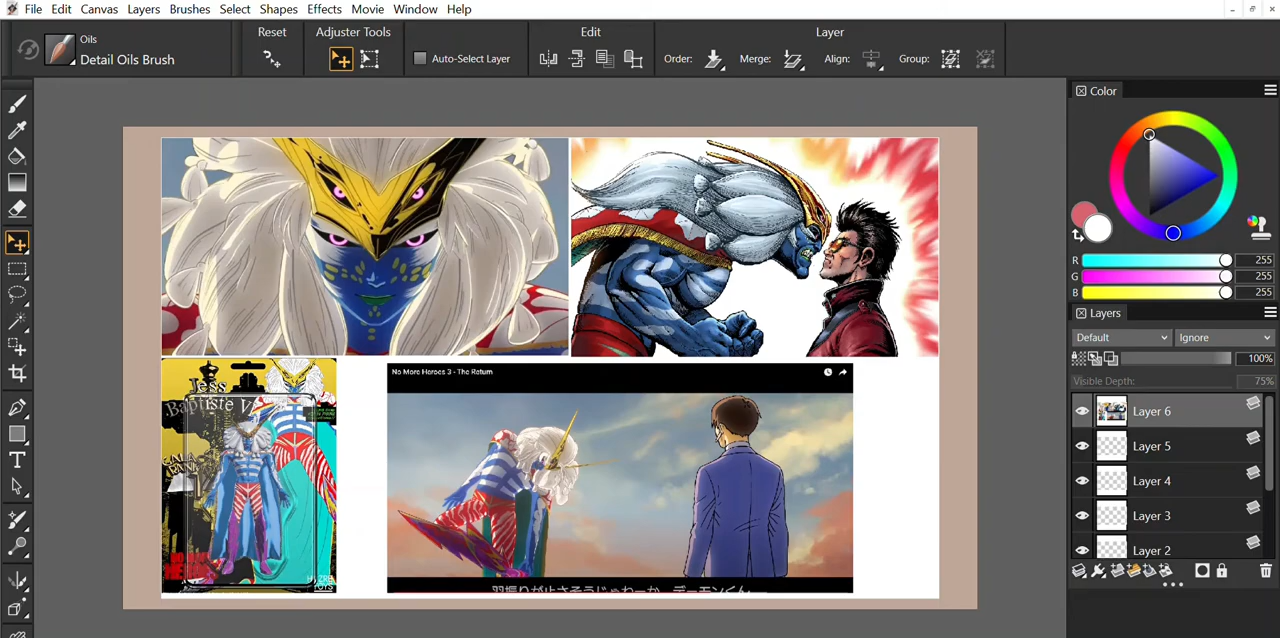 File Edit Canvas Layers Brushes Select Shapes Effects Movie Window Help
Oils
Detail Oils Brush
Reset
Adjuster Tools
Auto-Select Layer
Edit
Layer
Order:
Merge:
Align:
Group:
Color
R 255
G 255
B 255
Layers
Default
Ignore
100%
Visible Depth: 75%
Layer 6
Layer 5
Layer 4
Layer 3
Layer 2
Jess
Baptiste V
No More Heroes 3 - The Return